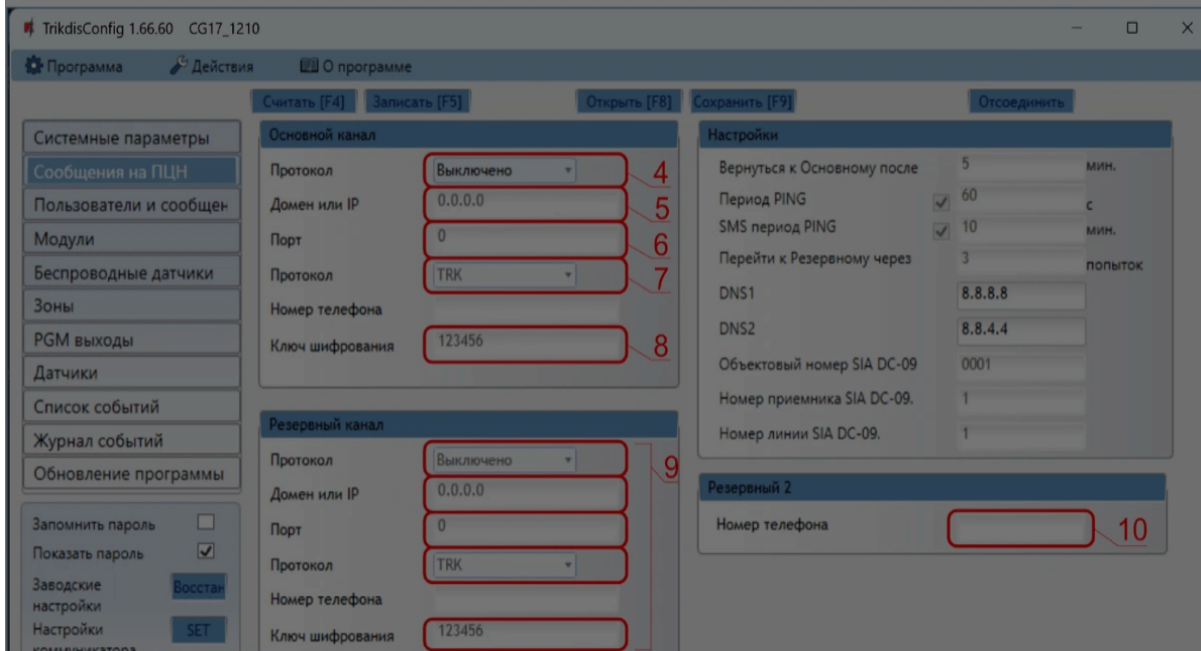 TrikdisConfig 1.66.60 CG17_1210
Программа Действия О программе
Считать [F4] Записать [F5] Открыть [F8] Сохранить [F9] Отсоединить
Системные параметры
Сообщения на ПЦН
Пользователи и сообщен
Модули
Беспроводные датчики
Зоны
PGM выходы
Датчики
Список событий
Журнал событий
Обновление программы
Запомнить пароль
Показать пароль
Заводские
настройки
Восстан
Настройки
коммуникатора
SET
Основной канал
Протокол Выключено 4
Домен или IP 0.0.0.0 5
Порт 0 6
Протокол TRK 7
Номер телефона
Ключ шифрования 123456 8
Резервный канал
Протокол Выключено 9
Домен или IP 0.0.0.0
Порт 0
Протокол TRK
Номер телефона
Ключ шифрования 123456
Настройки
Вернуться к Основному после 5 мин.
Период PING 60 с
SMS период PING 10 мин.
Перейти к Резервному через 3 попыток
DNS1 8.8.8.8
DNS2 8.8.4.4
Объектовый номер SIA DC-09 0001
Номер приемника SIA DC-09. 1
Номер линии SIA DC-09. 1
Резервный 2
Номер телефона 10